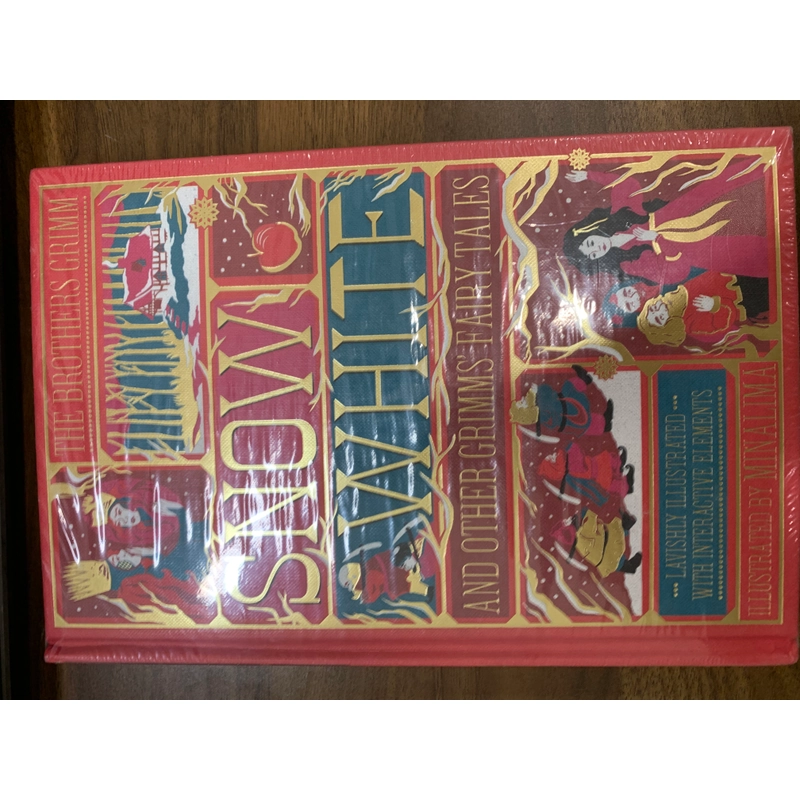 THE BROTHERS GRIMM
SNOW
WHITE
AND OTHER GRIMMS' FAIRY TALES
LAVISHLY ILLUSTRATED
WITH INTERACTIVE ELEMENTS
ILLUSTRATED BY MINALIMA